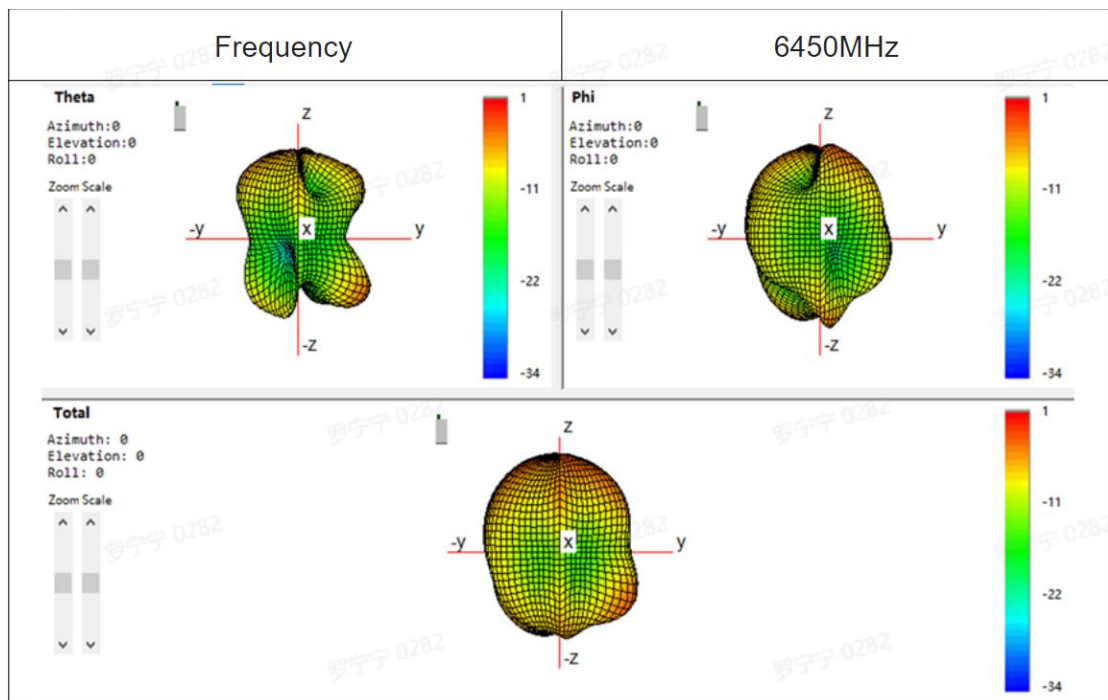 Frequency
6450MHz
Theta
Azimuth:0
Elevation:0
Roll:0
Zoom Scale
z
-y
x
y
-z
1
-11
-22
-34
Phi
Azimuth:0
Elevation:0
Roll:0
Zoom Scale
z
-y
x
y
-z
1
-11
-22
-34
Total
Azimuth: 0
Elevation: 0
Roll: 0
Zoom Scale
z
-y
x
y
-z
1
-11
-22
-34
罗宁宁 0282